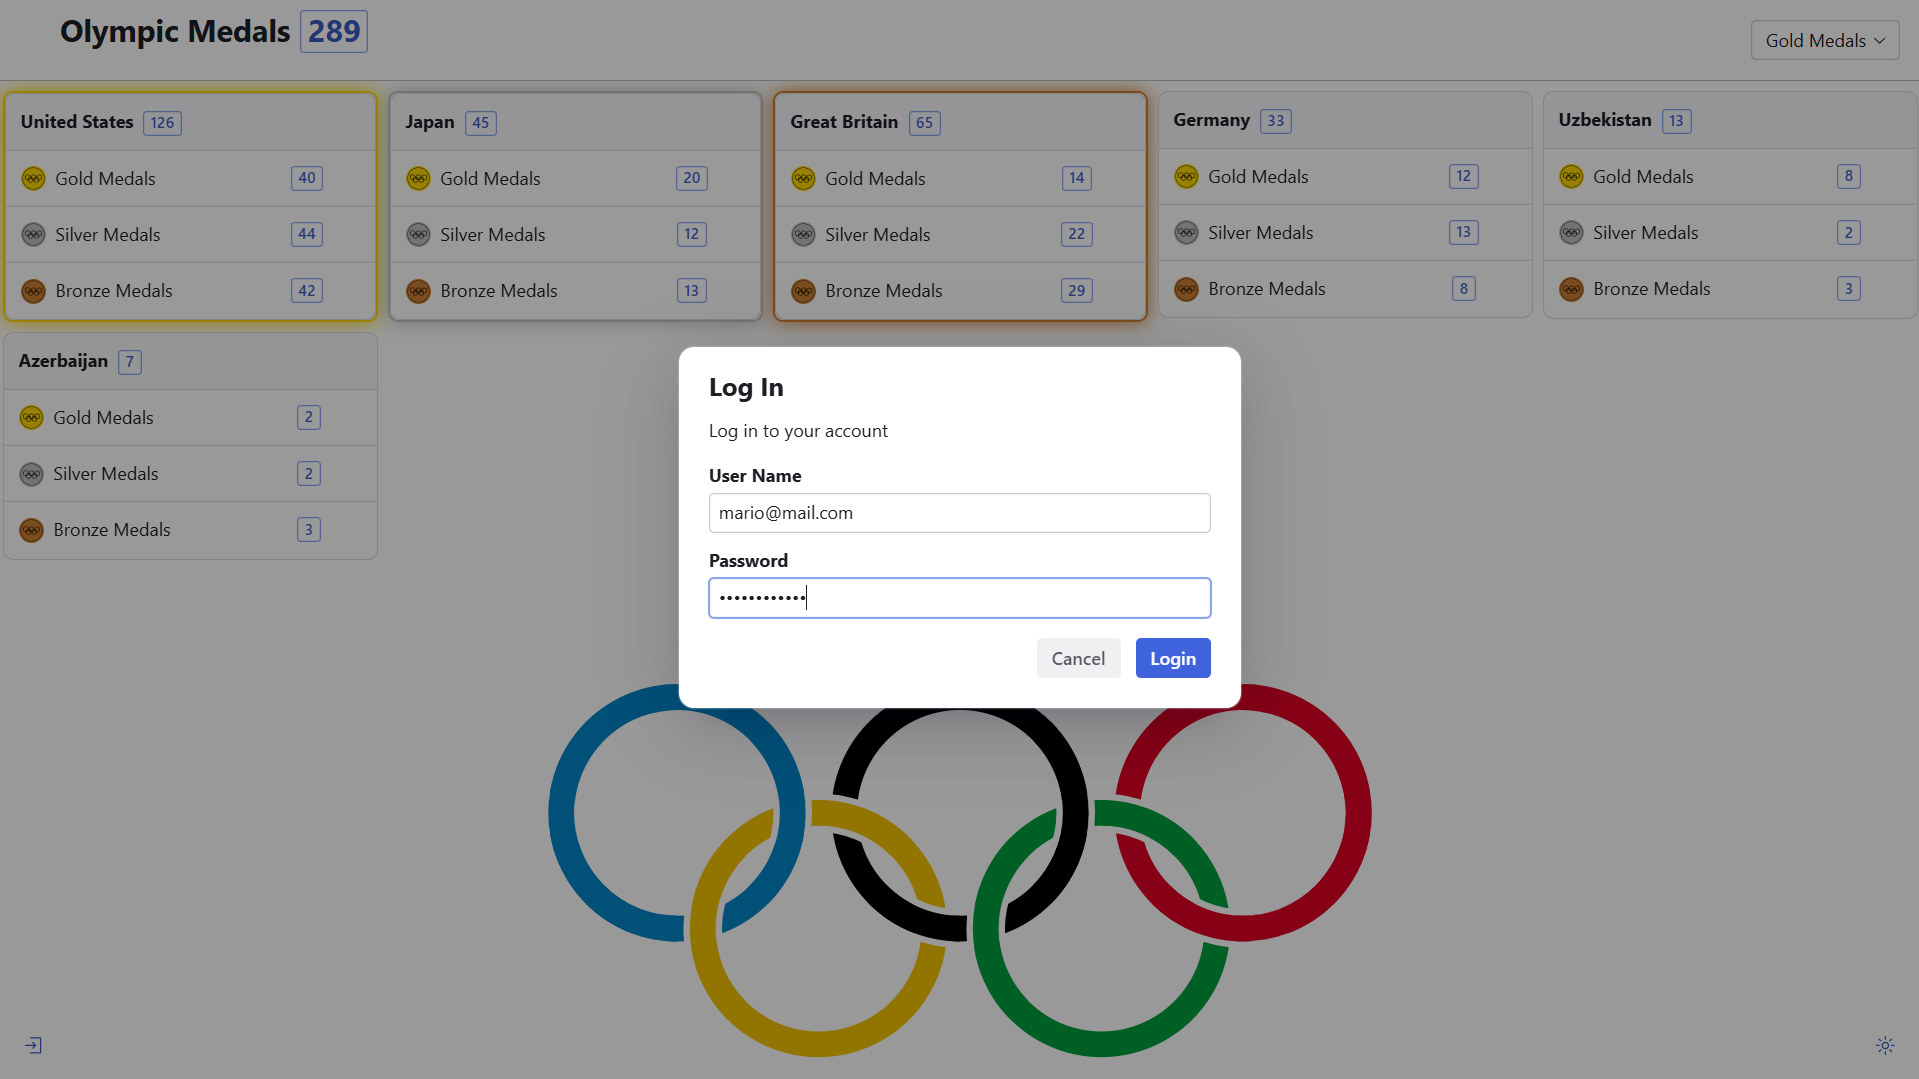 Olympic Medals 289
Gold Medals
United States 126
Gold Medals 40
Silver Medals 44
Bronze Medals 42
Japan 45
Gold Medals 20
Silver Medals 12
Bronze Medals 13
Great Britain 65
Gold Medals 14
Silver Medals 22
Bronze Medals 29
Germany 33
Gold Medals 12
Silver Medals 13
Bronze Medals 8
Uzbekistan 13
Gold Medals 8
Silver Medals 2
Bronze Medals 3
Azerbaijan 7
Gold Medals 2
Silver Medals 2
Bronze Medals 3
Log In
Log in to your account
User Name
mario@mail.com
Password
••••••••••••
Cancel Login